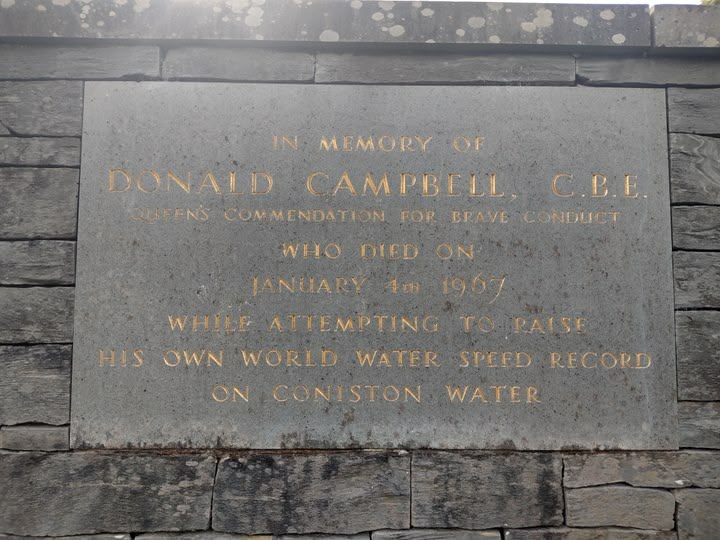 IN MEMORY OF
DONALD CAMPBELL, C.B.E.
QUEEN'S COMMENDATION FOR BRAVE CONDUCT
WHO DIED ON
JANUARY 4TH 1967
WHILE ATTEMPTING TO RAISE
HIS OWN WORLD WATER SPEED RECORD
ON CONISTON WATER